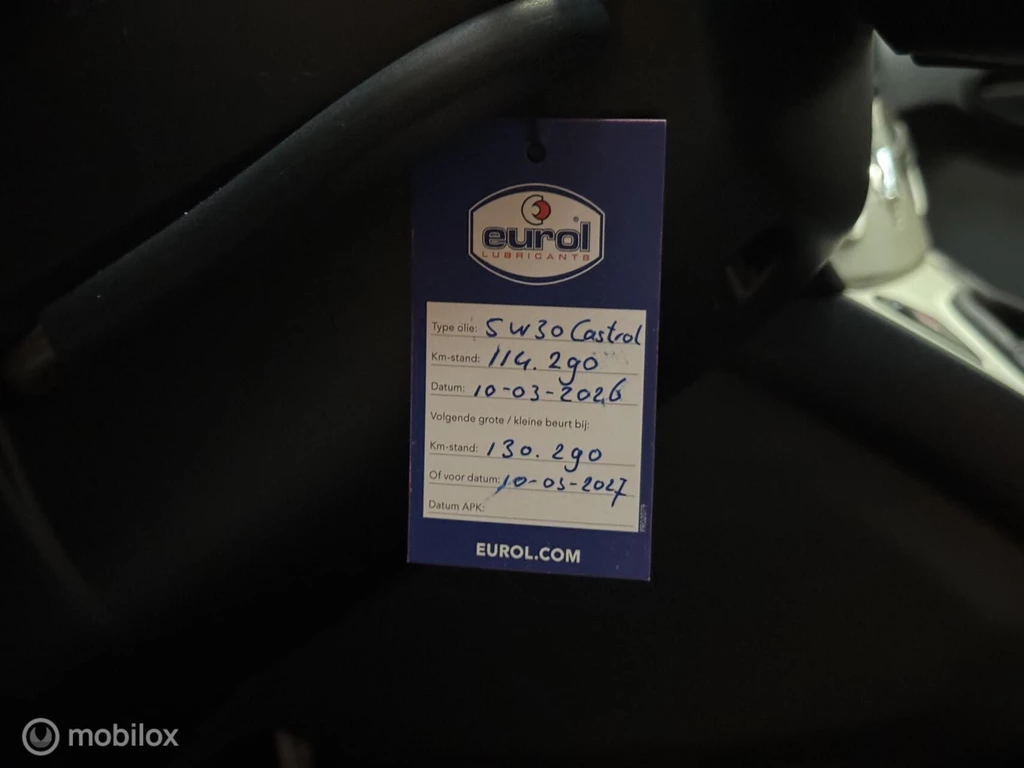 eurol®
LUBRICANTS
Type olie: 5W30 Castrol
Km-stand: 114.290
Datum: 10-03-2026
Volgende grote / kleine beurt bij:
Km-stand: 130.290
Of voor datum: 10-03-2027
Datum APK:
EUROL.COM
mobilox